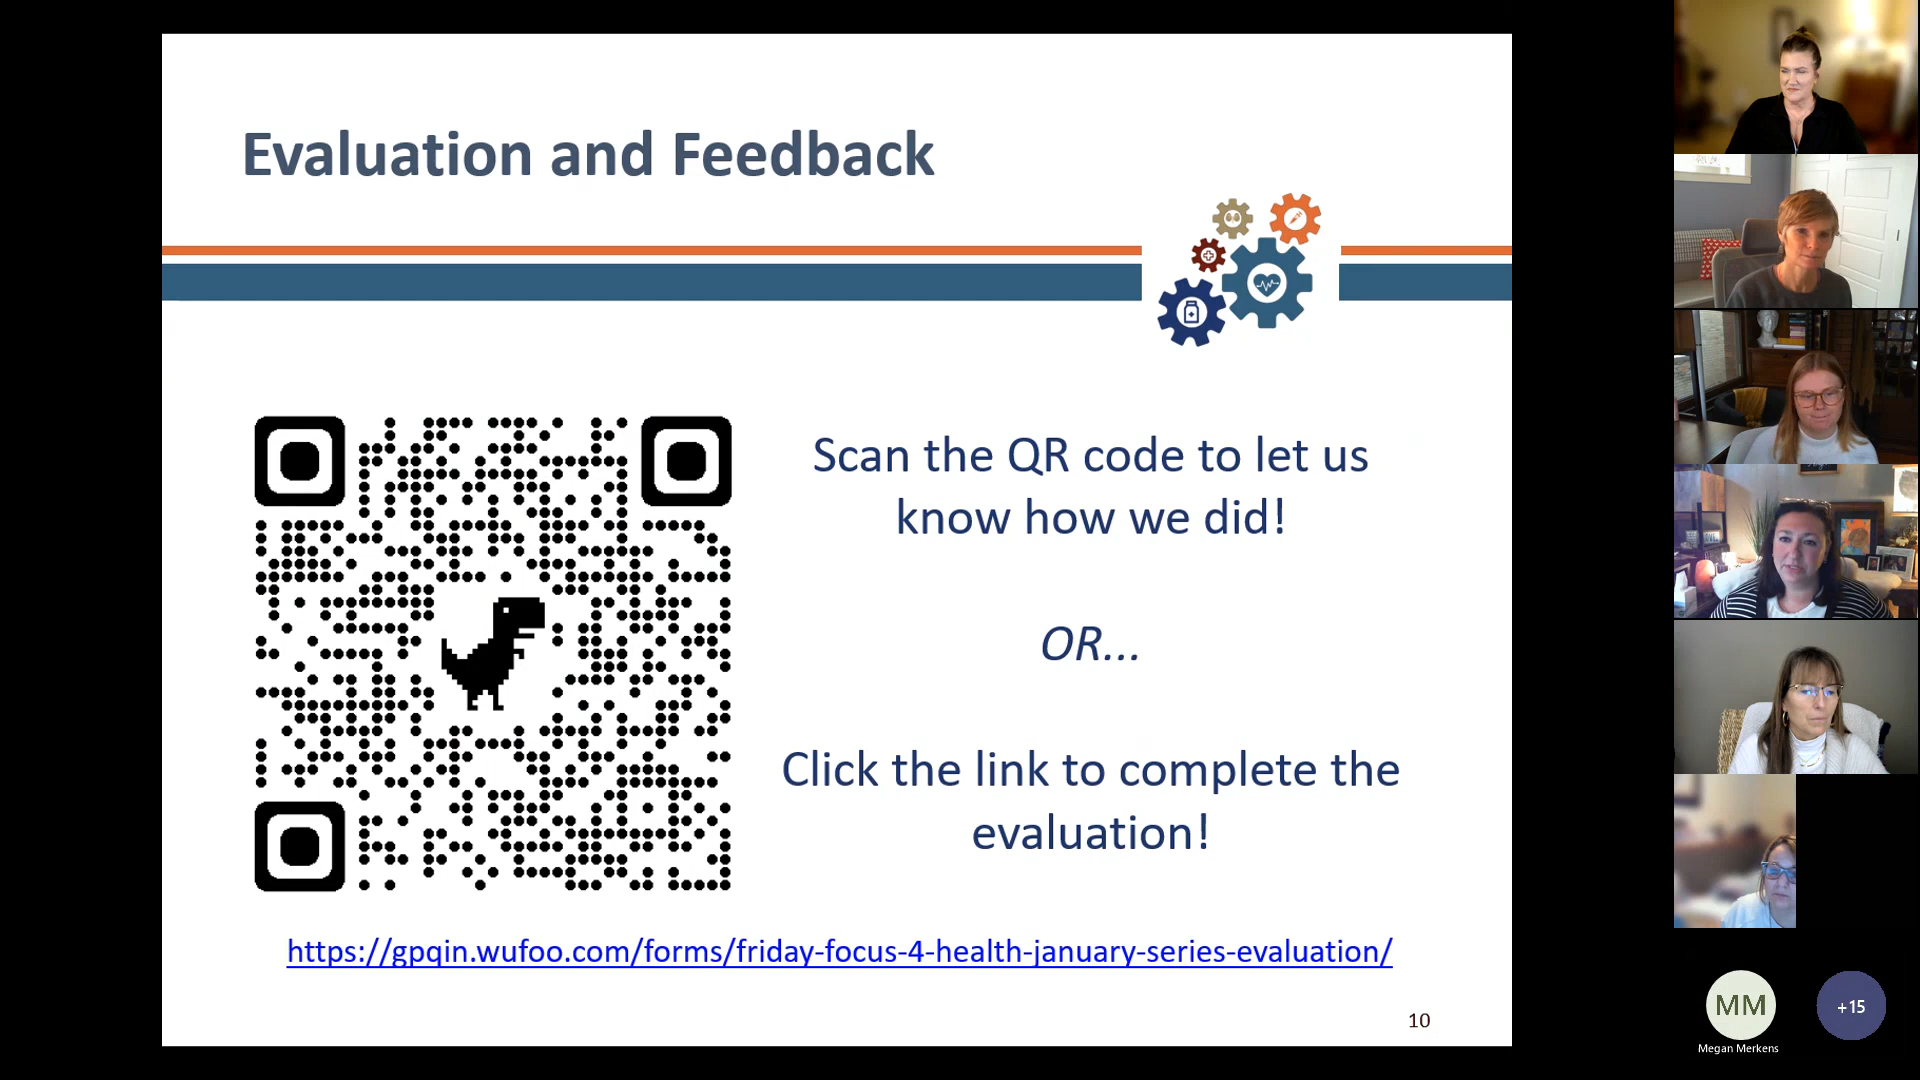 Evaluation and Feedback
Scan the QR code to let us
know how we did!
OR...
Click the link to complete the
evaluation!
https://gpqin.wufoo.com/forms/friday-focus-4-health-january-series-evaluation/
10
MM
+15
Megan Merkens